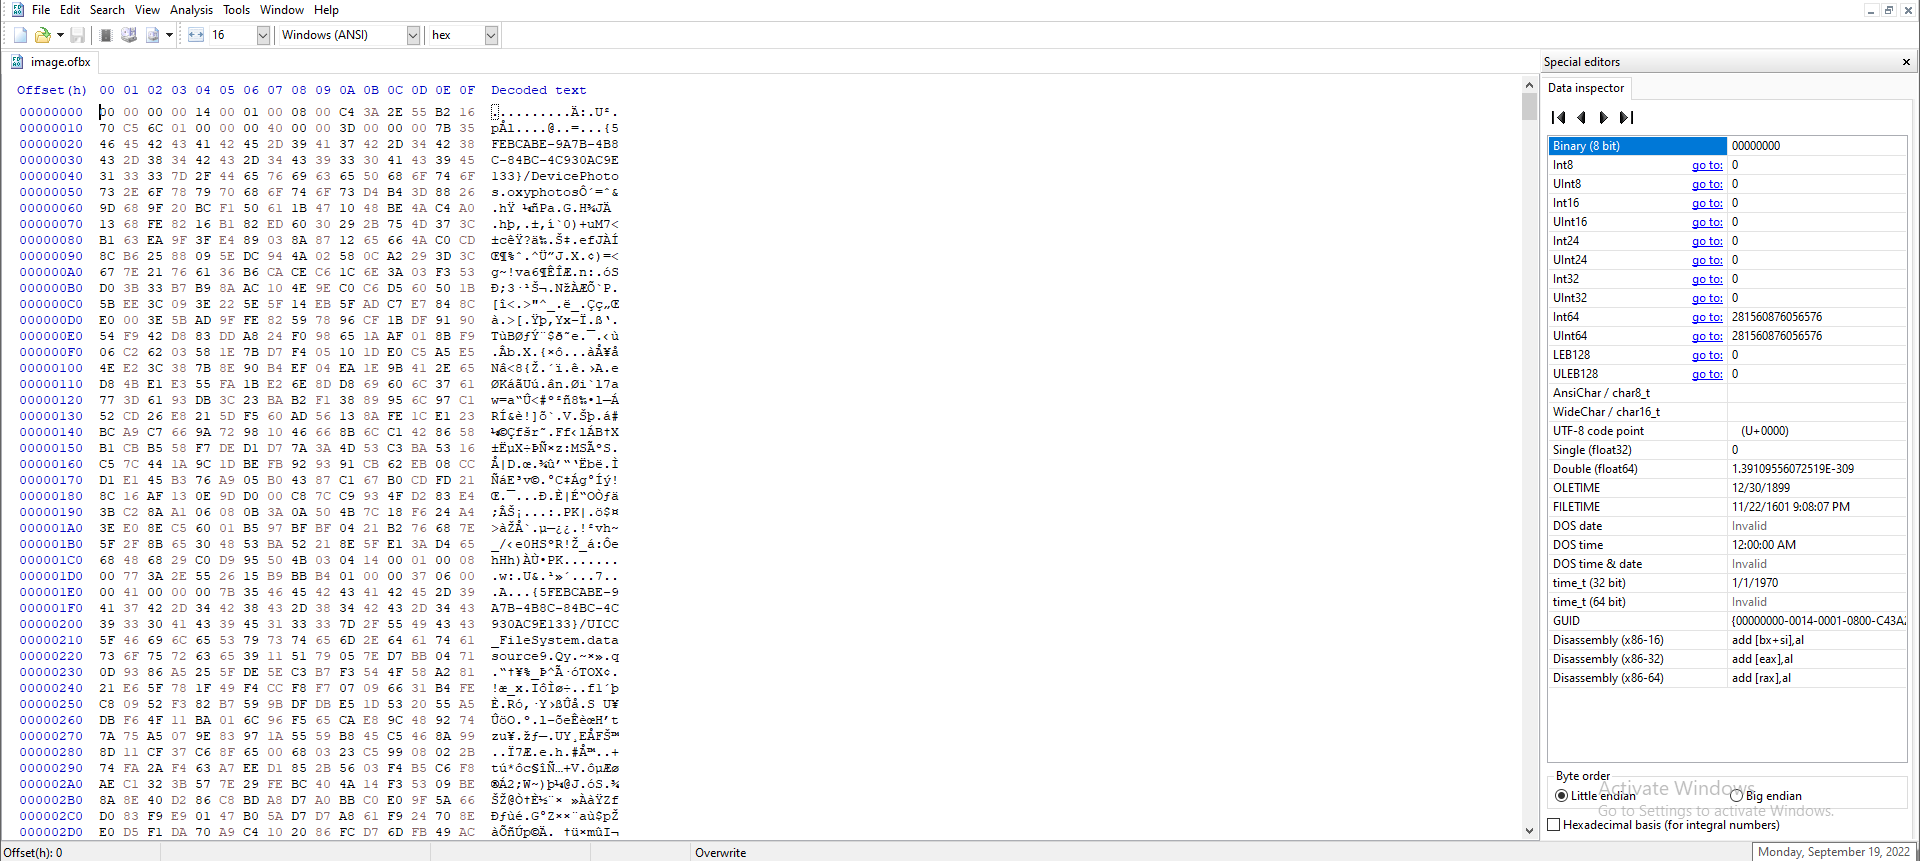 File Edit Search View Analysis Tools Window Help
16 Windows (ANSI) hex
image.ofbx
Special editors
Data inspector
Offset(h) 00 01 02 03 04 05 06 07 08 09 0A 0B 0C 0D 0E 0F Decoded text
00000000 00 00 00 00 14 00 01 00 08 00 C4 3A 2E 55 B2 16 ..........Ä:.U².
00000010 70 C5 6C 01 00 00 00 40 00 00 3D 00 00 00 7B 35 pÅl....@..=...{5
00000020 46 45 42 43 41 42 45 2D 39 41 37 42 2D 34 42 38 FEBCABE-9A7B-4B8
00000030 43 2D 38 34 42 43 2D 34 43 39 33 30 41 43 39 45 C-84BC-4C930AC9E
00000040 31 33 33 7D 2F 44 65 76 69 63 65 50 68 6F 74 6F 133}/DevicePhoto
00000050 73 2E 6F 78 79 70 68 6F 74 6F 73 D4 B4 3D 88 26 s.oxyphotosÔ´=ˆ&
00000060 9D 68 9F 20 BC F1 50 61 1B 47 10 48 BE 4A C4 A0 .hŸ ¼ñPa.G.H¾JÄ
00000070 13 68 FE 82 16 B1 82 ED 60 30 29 2B 75 4D 37 3C .hþ‚.±‚í`0)+uM7<
00000080 B1 63 EA 9F 3F E4 89 03 8A 87 12 65 66 4A C0 CD ±cêŸ?ä‰.Š‡.efJÀÍ
00000090 8C B6 25 88 09 5E DC 94 4A 02 58 0C A2 29 3D 3C Œ¶%ˆ.^Ü”J.X.¢)=<
000000A0 67 7E 21 76 61 36 B6 CA CE C6 1C 6E 3A 03 F3 53 g~!va6¶ÊÎÆ.n:.óS
000000B0 D0 3B 33 B7 B9 8A AC 10 4E 9E C0 C6 D5 60 50 1B Ð;3·¹Š¬.NžÀÆÕ`P.
000000C0 5B EE 3C 09 3E 22 5E 5F 14 EB 5F AD C7 E7 84 8C [î<.>"^_.ë_.Çç„Œ
000000D0 E0 00 3E 5B AD 9F FE 82 59 78 96 CF 1B DF 91 90 à.>[.Ÿþ‚Yx–Ï.ß‘.
000000E0 54 F9 42 D8 83 DD A8 24 F0 98 65 1A AF 01 8B F9 TùBØƒÝ¨$ð˜e.¯.‹ù
000000F0 06 C2 62 03 58 1E 7B D7 F4 05 10 1D E0 C5 A5 E5 .Âb.X.{×ô...àÅ¥å
00000100 4E E2 3C 38 7B 8E 90 B4 EF 04 EA 1E 9B 41 2E 65 Nâ<8{Ž.´ï.ê.›A.e
00000110 D8 4B E1 E3 55 FA 1B E2 6E 8D D8 69 60 6C 37 61 ØKáãUú.ân.Øi`l7a
00000120 77 3D 61 93 DB 3C 23 BA B2 F1 38 89 95 6C 97 C1 w=a“Û<#º²ñ8‰•l—Á
00000130 52 CD 26 E8 21 5D F5 60 AD 56 13 8A FE 1C E1 23 RÍ&è!]õ`.V.Šþ.á#
00000140 BC A9 C7 66 9A 72 98 10 46 66 8B 6C C1 42 86 58 ¼©Çfšr˜.Ff‹lÁB†X
00000150 B1 CB B5 58 F7 DE D1 D7 7A 3A 4D 53 C3 BA 53 16 ±ËµX÷ÞÑ×z:MSÃºS.
00000160 C5 7C 44 1A 9C 1D BE FB 92 93 91 CB 62 EB 08 CC Å|D.œ.¾û’“‘Ëbë.Ì
00000170 D1 E1 45 B3 76 A9 05 B0 43 87 C1 67 B0 CD FD 21 ÑáE³v©.°C‡Ág°Íý!
00000180 8C 16 AF 13 0E 9D D0 00 C8 7C C9 93 4F D2 83 E4 Œ.¯...Ð.È|É“OÒƒä
00000190 3B C2 8A A1 06 08 0B 3A 0A 50 4B 7C 18 F6 24 A4 ;ÂŠ¡...:.PK|.ö$¤
000001A0 3E E0 8E C5 60 01 B5 97 BF BF 04 21 B2 76 68 7E >àŽÅ`.µ—¿¿.!²vh~
000001B0 5F 2F 8B 65 30 48 53 BA 52 21 8E 5F E1 3A D4 65 _/‹e0HSºR!Ž_á:Ôe
000001C0 68 48 68 29 C0 D9 95 50 4B 03 04 14 00 01 00 08 hHh)ÀÙ•PK.......
000001D0 00 77 3A 2E 55 26 15 B9 BB B4 01 00 00 37 06 00 .w:.U&.¹»´...7..
000001E0 00 41 00 00 00 7B 35 46 45 42 43 41 42 45 2D 39 .A...{5FEBCABE-9
000001F0 41 37 42 2D 34 42 38 43 2D 38 34 42 43 2D 34 43 A7B-4B8C-84BC-4C
00000200 39 33 30 41 43 39 45 31 33 33 7D 2F 55 49 43 43 930AC9E133}/UICC
00000210 5F 46 69 6C 65 53 79 73 74 65 6D 2E 64 61 74 61 _FileSystem.data
00000220 73 6F 75 72 63 65 39 11 51 79 05 7E D7 BB 04 71 source9.Qy.~×».q
00000230 0D 93 86 A5 25 5F DE 5E C3 B7 F3 54 4F 58 A2 81 .“†¥%_Þ^Ã·óTOX¢.
00000240 21 E6 5F 78 1F 49 F4 CC F8 F7 07 09 66 31 B4 FE !æ_x.IôÌø÷..f1´þ
00000250 C8 09 52 F3 82 B7 59 9B DF DB E5 1D 53 20 55 A5 È.Ró‚·Y›ßÛå.S U¥
00000260 DB F6 4F 11 BA 01 6C 96 F5 65 CA E8 9C 48 92 74 ÛöO.º.l–õeÊèœH’t
00000270 7A 75 A5 07 9E 83 97 1A 55 59 B8 45 C5 46 8A 99 zu¥.žƒ—.UY¸EÅFŠ™
00000280 8D 11 CF 37 C6 8F 65 00 68 03 23 C5 99 08 02 2B ..Ï7Æ.e.h.#Å™..+
00000290 74 FA 2A F4 63 A7 EE D1 85 2B 56 03 F4 B5 C6 F8 tú*ôc§îÑ…+V.ôµÆø
000002A0 AE C1 32 3B 57 7E 29 FE BC 40 4A 14 F3 53 09 BE ®Á2;W~)þ¼@J.óS.¾
000002B0 8A 8E 40 D2 86 C8 BD A8 D7 A0 BB C0 E0 9F 5A 66 ŠŽ@Ò†È½¨× »ÀàŸZf
000002C0 D0 83 F9 E9 01 47 B0 5A D7 D7 A8 61 F9 24 70 8E Ðƒùé.G°Z××¨aù$pŽ
000002D0 E0 D5 F1 DA 70 A9 C4 10 20 86 FC D7 6D FB 49 AC àÕñÚp©Ä. †ü×mûI¬
Binary (8 bit) 00000000
Int8 go to: 0
UInt8 go to: 0
Int16 go to: 0
UInt16 go to: 0
Int24 go to: 0
UInt24 go to: 0
Int32 go to: 0
UInt32 go to: 0
Int64 go to: 281560876056576
UInt64 go to: 281560876056576
LEB128 go to: 0
ULEB128 go to: 0
AnsiChar / char8_t
WideChar / char16_t
UTF-8 code point (U+0000)
Single (float32) 0
Double (float64) 1.39109556072519E-309
OLETIME 12/30/1899
FILETIME 11/22/1601 9:08:07 PM
DOS date Invalid
DOS time 12:00:00 AM
DOS time & date Invalid
time_t (32 bit) 1/1/1970
time_t (64 bit) Invalid
GUID {00000000-0014-0001-0800-C43A2
Disassembly (x86-16) add [bx+si],al
Disassembly (x86-32) add [eax],al
Disassembly (x86-64) add [rax],al
Byte order
Little endian Big endian
Activate Windows
Go to Settings to activate Windows.
Hexadecimal basis (for integral numbers)
Offset(h): 0 Overwrite
Monday, September 19, 2022